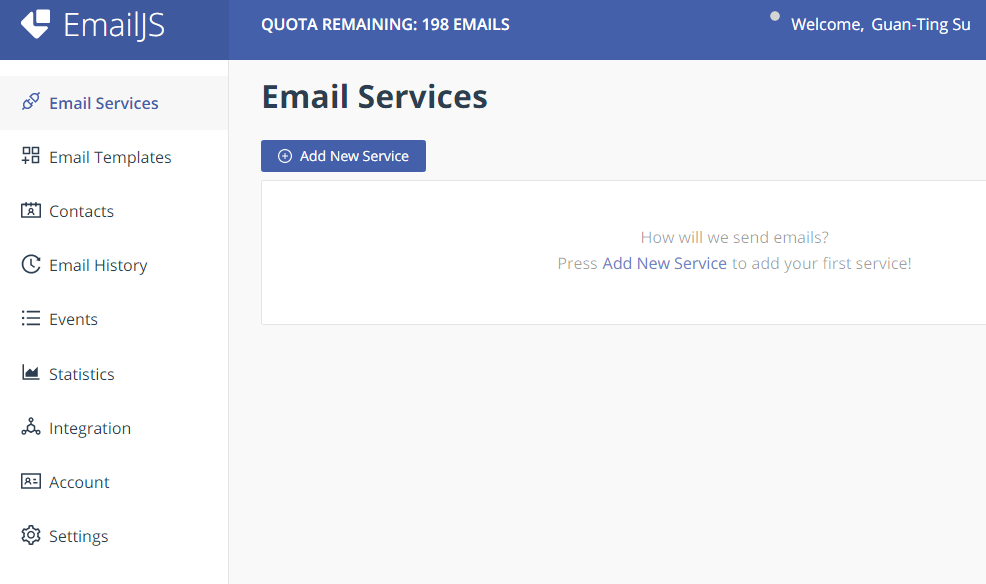 EmailJS
QUOTA REMAINING: 198 EMAILS
Welcome, Guan-Ting Su
Email Services
Email Templates
Contacts
Email History
Events
Statistics
Integration
Account
Settings
Email Services
Add New Service
How will we send emails?
Press Add New Service to add your first service!